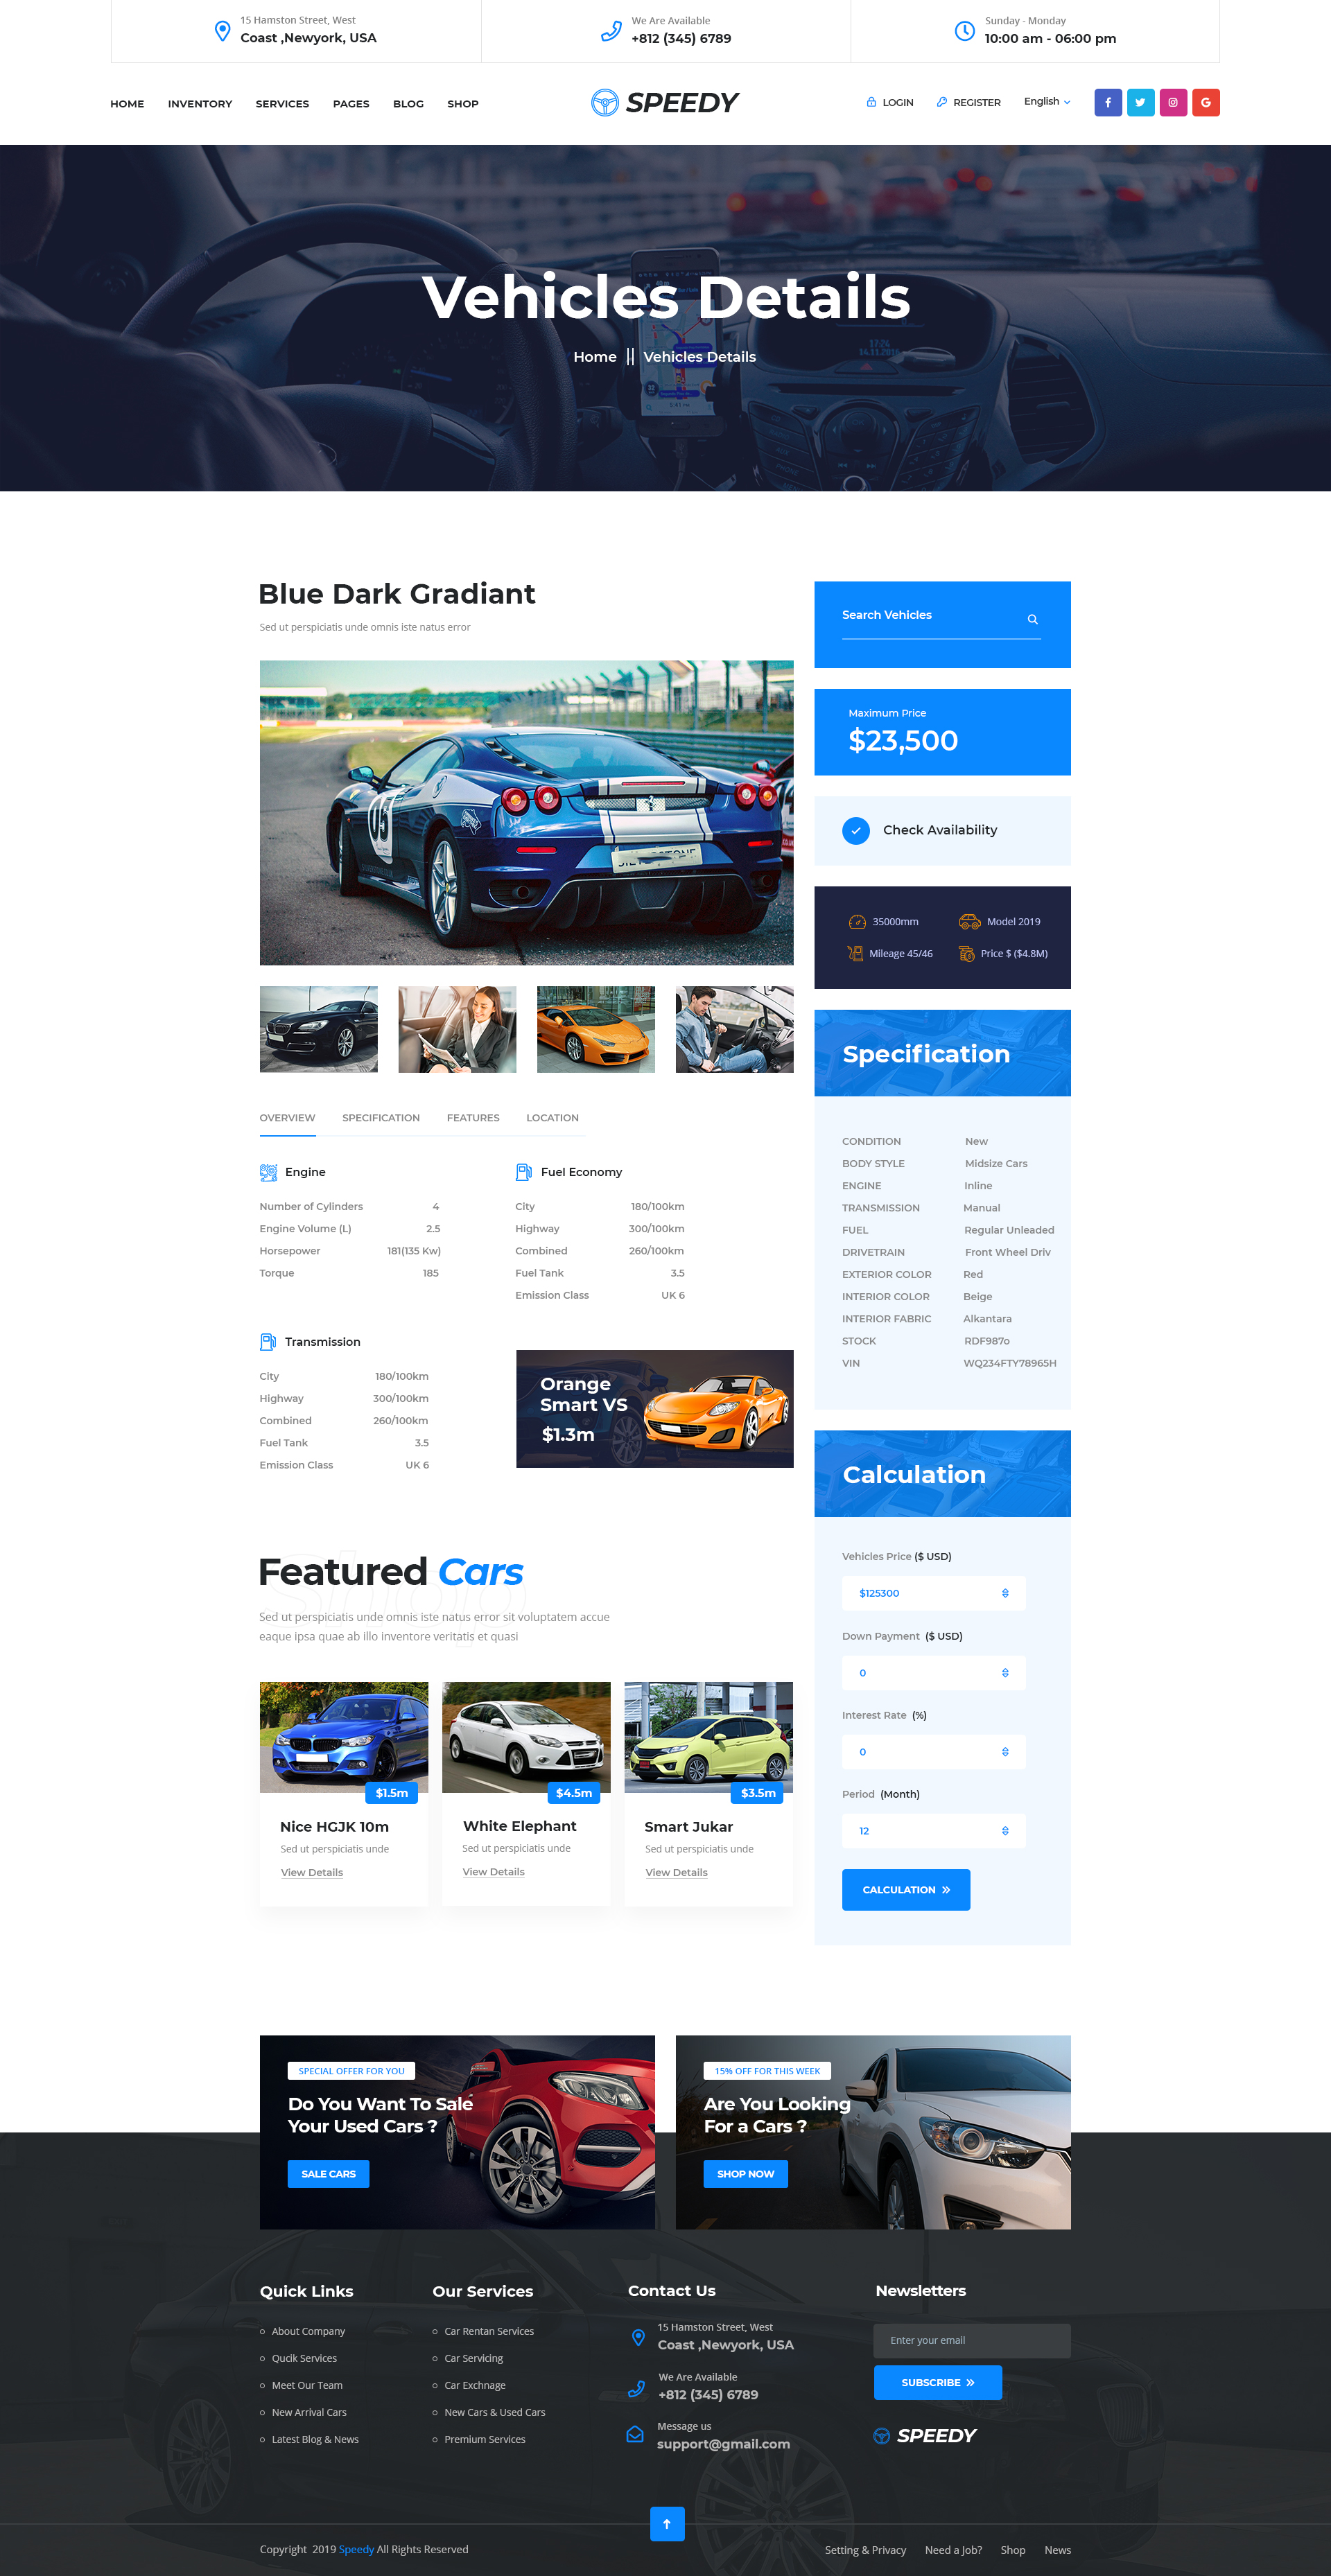 15 Hamston Street, West
Coast ,Newyork, USA
We Are Available
+812 (345) 6789
Sunday - Monday
10:00 am - 06:00 pm
HOME INVENTORY SERVICES PAGES BLOG SHOP
SPEEDY
LOGIN REGISTER English
Vehicles Details
Home || Vehicles Details
Blue Dark Gradiant
Sed ut perspiciatis unde omnis iste natus error
OVERVIEW SPECIFICATION FEATURES LOCATION
Engine
Number of Cylinders 4
Engine Volume (L) 2.5
Horsepower 181(135 Kw)
Torque 185
Fuel Economy
City 180/100km
Highway 300/100km
Combined 260/100km
Fuel Tank 3.5
Emission Class UK 6
Transmission
City 180/100km
Highway 300/100km
Combined 260/100km
Fuel Tank 3.5
Emission Class UK 6
Orange
Smart VS
$1.3m
Shop
Featured Cars
Sed ut perspiciatis unde omnis iste natus error sit voluptatem accue
eaque ipsa quae ab illo inventore veritatis et quasi
$1.5m
Nice HGJK 10m
Sed ut perspiciatis unde
View Details
$4.5m
White Elephant
Sed ut perspiciatis unde
View Details
$3.5m
Smart Jukar
Sed ut perspiciatis unde
View Details
Search Vehicles
Maximum Price
$23,500
Check Availability
35000mm Model 2019
Mileage 45/46 Price $ ($4.8M)
Specification
CONDITION New
BODY STYLE Midsize Cars
ENGINE Inline
TRANSMISSION Manual
FUEL Regular Unleaded
DRIVETRAIN Front Wheel Driv
EXTERIOR COLOR Red
INTERIOR COLOR Beige
INTERIOR FABRIC Alkantara
STOCK RDF987o
VIN WQ234FTY78965H
Calculation
Vehicles Price ($ USD)
$125300
Down Payment ($ USD)
0
Interest Rate (%)
0
Period (Month)
12
CALCULATION
SPECIAL OFFER FOR YOU
Do You Want To Sale
Your Used Cars ?
SALE CARS
15% OFF FOR THIS WEEK
Are You Looking
For a Cars ?
SHOP NOW
Quick Links
About Company
Qucik Services
Meet Our Team
New Arrival Cars
Latest Blog & News
Our Services
Car Rentan Services
Car Servicing
Car Exchnage
New Cars & Used Cars
Premium Services
Contact Us
15 Hamston Street, West
Coast ,Newyork, USA
We Are Available
+812 (345) 6789
Message us
support@gmail.com
Newsletters
Enter your email
SUBSCRIBE
SPEEDY
Copyright 2019 Speedy All Rights Reserved
Setting & Privacy Need a Job? Shop News